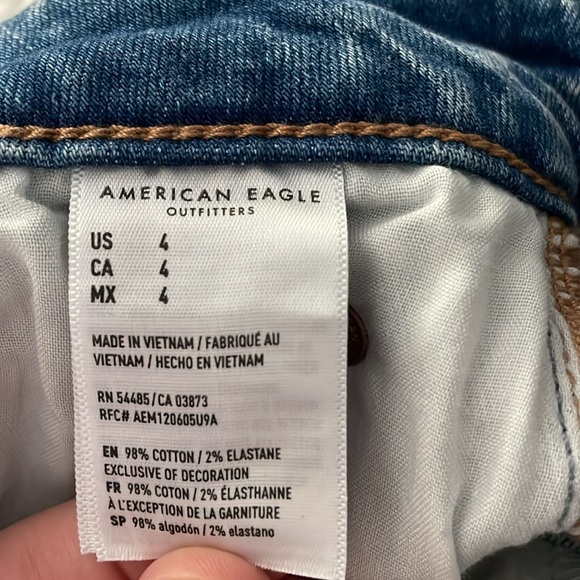 AMERICAN EAGLE
OUTFITTERS
US 4
CA 4
MX 4
MADE IN VIETNAM / FABRIQUÉ AU
VIETNAM / HECHO EN VIETNAM
RN 54485 / CA 03873
RFC# AEM120605U9A
EN 98% COTTON / 2% ELASTANE
EXCLUSIVE OF DECORATION
FR 98% COTON / 2% ÉLASTHANNE
À L'EXCEPTION DE LA GARNITURE
SP 98% algodón / 2% elastano